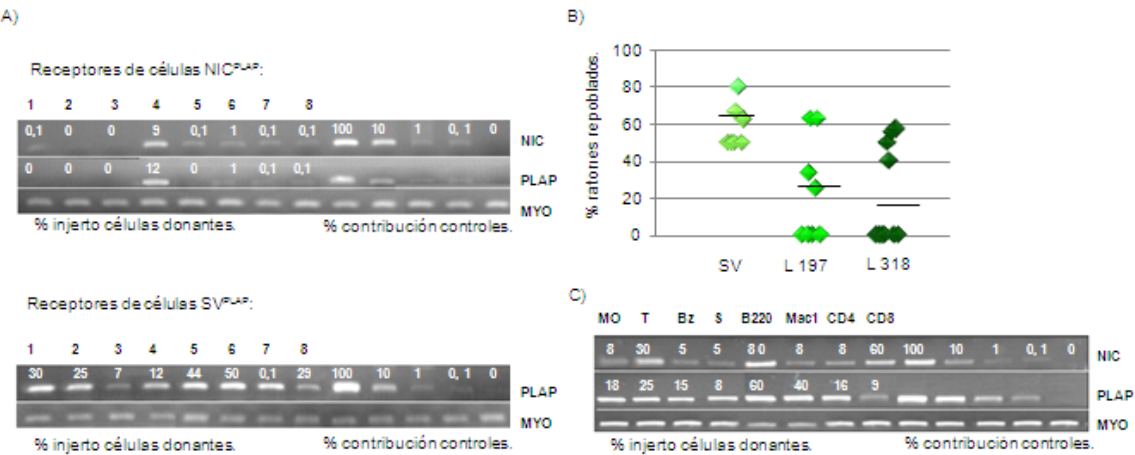 A)
Receptores de células NICᴾᴸᴬᴾ:
1 2 3 4 5 6 7 8
0,1 0 0 9 0,1 1 0,1 0,1 100 10 1 0,1 0 NIC
0 0 0 12 0 1 0,1 0,1 PLAP
MYO
% injerto células donantes. % contribución controles.
Receptores de células SVᴾᴸᴬᴾ:
1 2 3 4 5 6 7 8
30 25 7 12 44 50 0,1 29 100 10 1 0,1 0 PLAP
MYO
% injerto células donantes. % contribución controles.
B)
% ratones repoblados.
100
80
60
40
20
0
SV L 197 L 318
C)
MO T Bz S B220 Mac1 CD4 CD8
8 30 5 5 80 8 8 60 100 10 1 0,1 0 NIC
18 25 15 8 60 40 16 9 PLAP
MYO
% injerto células donantes. % contribución controles.